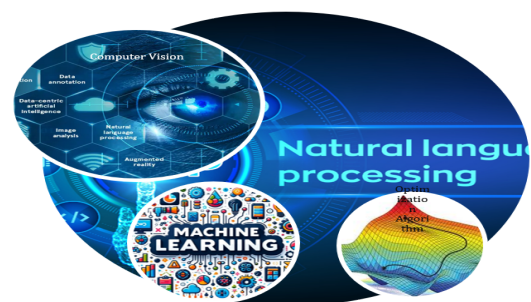 Computer Vision
ion
Data
annotation
Data-centric
artificial
intelligence
Image
analysis
Natural
language
processing
Augmented
reality
Natural langu
processing
</>
MACHINE
LEARNING
Optim
izatio
n
Algori
thm